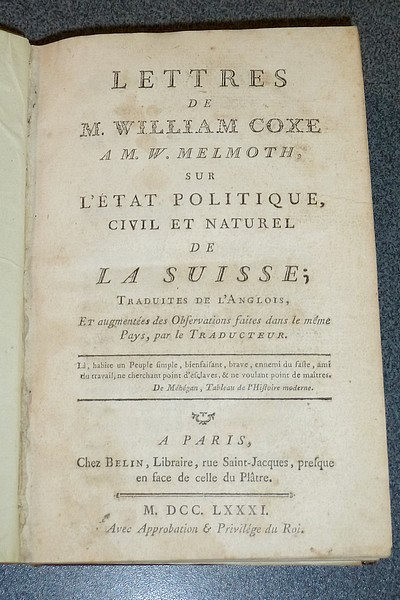 LETTRES
DE
M. WILLIAM COXE
A M. W. MELMOTH,
SUR
L'ÉTAT POLITIQUE,
CIVIL ET NATUREL
DE
LA SUISSE;
TRADUITES DE L'ANGLOIS,
Et augmentées des Observations faites dans le même
Pays, par le TRADUCTEUR.
Là, habite un Peuple simple, bienfaisant, brave, ennemi du faste, ami
du travail, ne cherchant point d'esclaves, & ne voulant point de maîtres.
De Méhégan, Tableau de l'Histoire moderne.
A PARIS,
Chez BELIN, Libraire, rue Saint-Jacques, presque
en face de celle du Plâtre.
M. DCC. LXXXI.
Avec Approbation & Privilége du Roi.